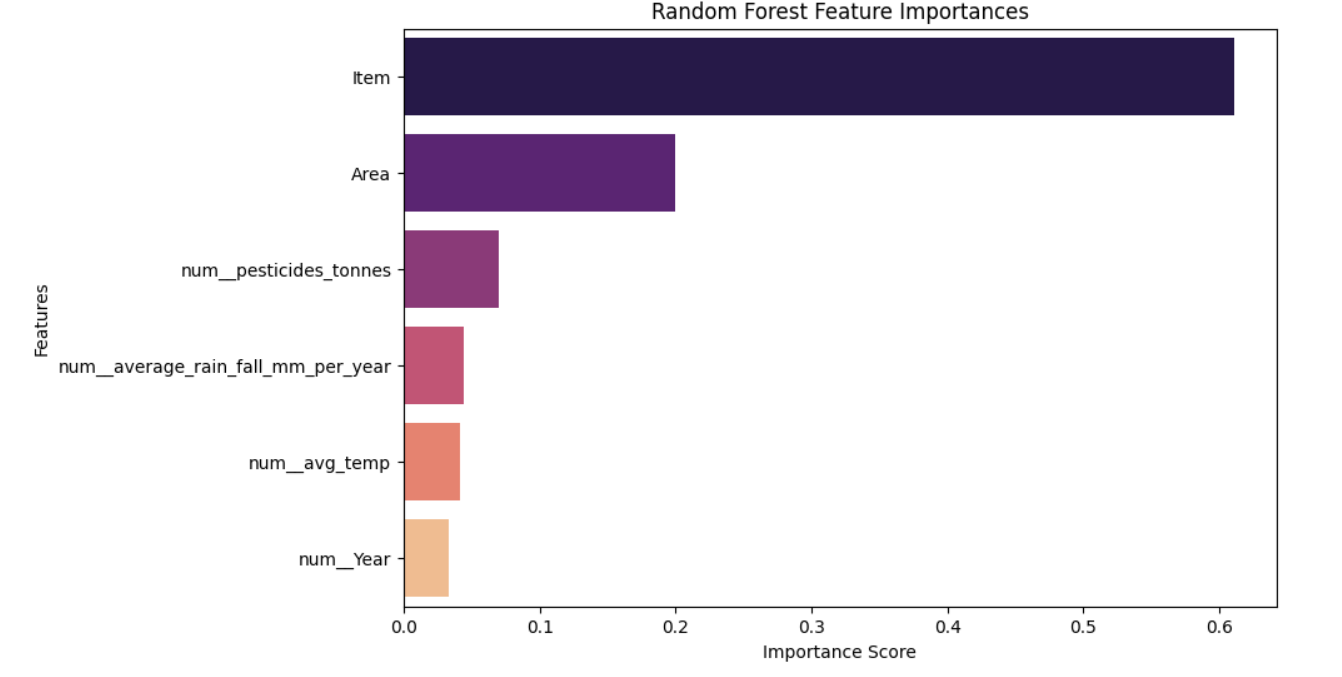 Random Forest Feature Importances
Features
Item
Area
num__pesticides_tonnes
num__average_rain_fall_mm_per_year
num__avg_temp
num__Year
0.0 0.1 0.2 0.3 0.4 0.5 0.6
Importance Score